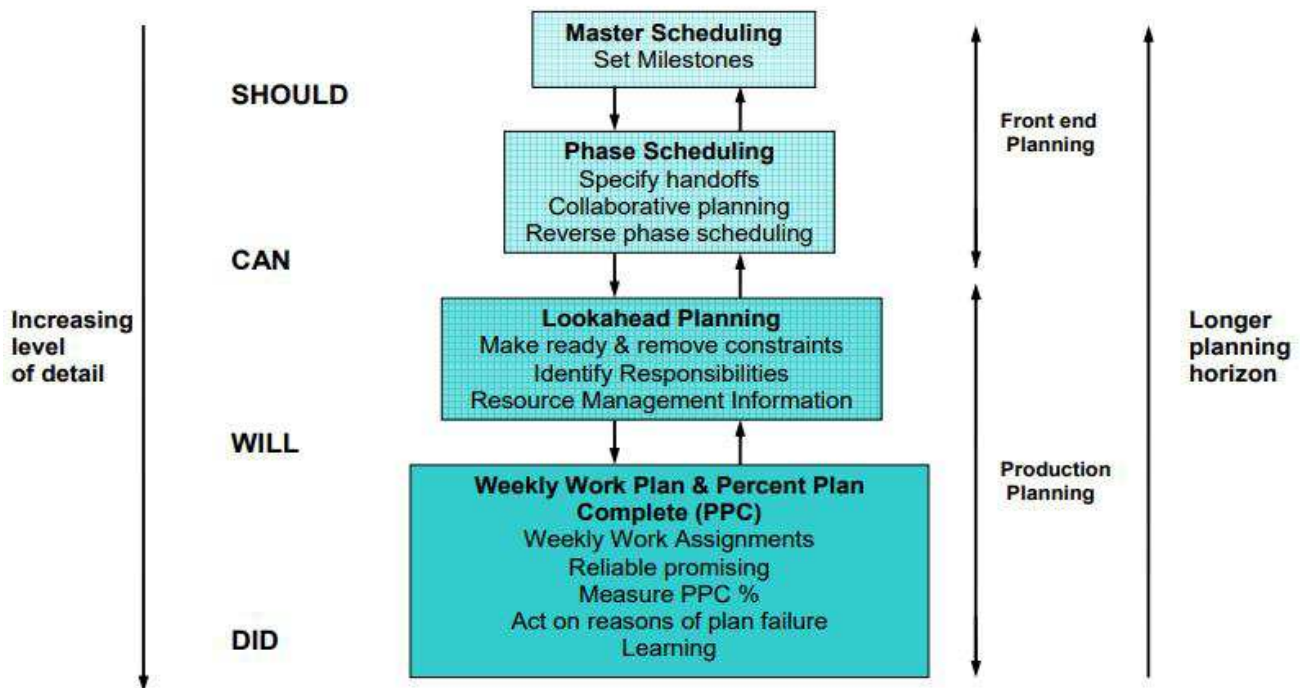 Master Scheduling
Set Milestones
SHOULD
Front end
Planning
Phase Scheduling
Specify handoffs
Collaborative planning
Reverse phase scheduling
CAN
Increasing
level
of detail
Lookahead Planning
Make ready & remove constraints
Identify Responsibilities
Resource Management Information
Longer
planning
horizon
WILL
Production
Planning
Weekly Work Plan & Percent Plan
Complete (PPC)
Weekly Work Assignments
Reliable promising
Measure PPC %
Act on reasons of plan failure
Learning
DID